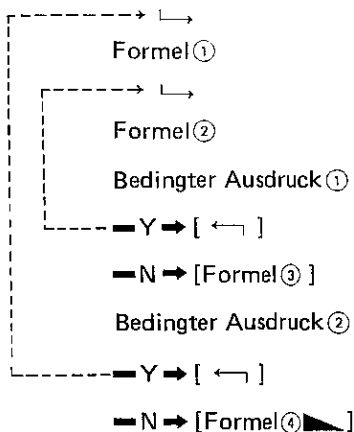 Formel①
Formel②
Bedingter Ausdruck①
━Y➡[ ↰ ]
━N➡[Formel③ ]
Bedingter Ausdruck②
━Y➡[ ↰ ]
━N➡[Formel④◣]